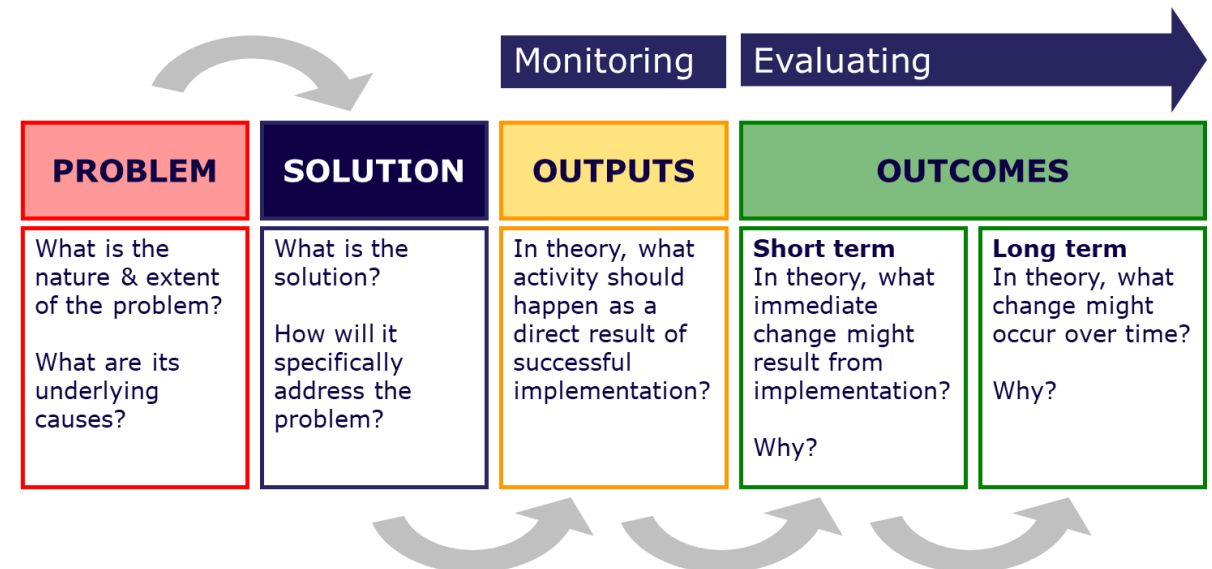 Monitoring
Evaluating
PROBLEM
SOLUTION
OUTPUTS
OUTCOMES
What is the
nature & extent
of the problem?
What are its
underlying
causes?
What is the
solution?
How will it
specifically
address the
problem?
In theory, what
activity should
happen as a
direct result of
successful
implementation?
Short term
In theory, what
immediate
change might
result from
implementation?
Why?
Long term
In theory, what
change might
occur over time?
Why?